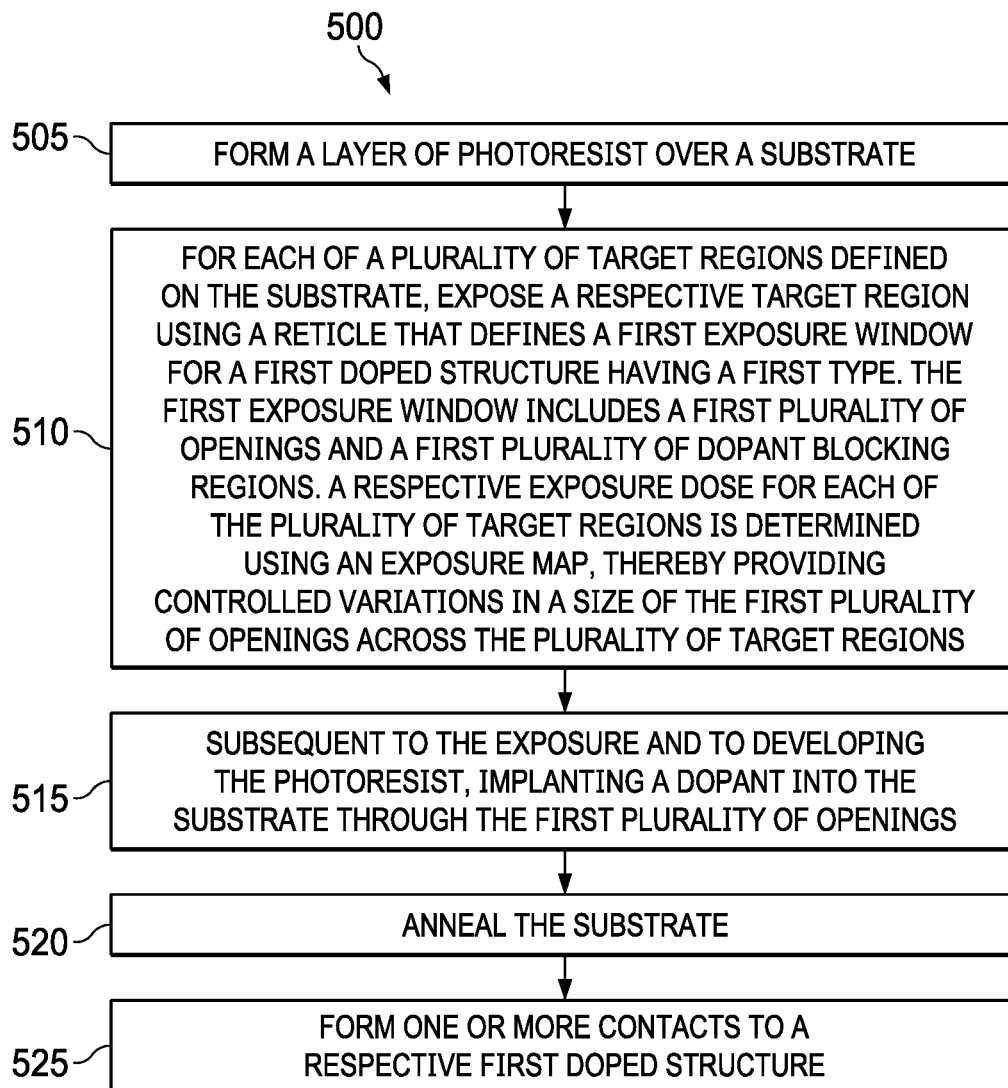 500
505
FORM A LAYER OF PHOTORESIST OVER A SUBSTRATE
510
FOR EACH OF A PLURALITY OF TARGET REGIONS DEFINED
ON THE SUBSTRATE, EXPOSE A RESPECTIVE TARGET REGION
USING A RETICLE THAT DEFINES A FIRST EXPOSURE WINDOW
FOR A FIRST DOPED STRUCTURE HAVING A FIRST TYPE. THE
FIRST EXPOSURE WINDOW INCLUDES A FIRST PLURALITY OF
OPENINGS AND A FIRST PLURALITY OF DOPANT BLOCKING
REGIONS. A RESPECTIVE EXPOSURE DOSE FOR EACH OF
THE PLURALITY OF TARGET REGIONS IS DETERMINED
USING AN EXPOSURE MAP, THEREBY PROVIDING
CONTROLLED VARIATIONS IN A SIZE OF THE FIRST PLURALITY
OF OPENINGS ACROSS THE PLURALITY OF TARGET REGIONS
515
SUBSEQUENT TO THE EXPOSURE AND TO DEVELOPING
THE PHOTORESIST, IMPLANTING A DOPANT INTO THE
SUBSTRATE THROUGH THE FIRST PLURALITY OF OPENINGS
520
ANNEAL THE SUBSTRATE
525
FORM ONE OR MORE CONTACTS TO A
RESPECTIVE FIRST DOPED STRUCTURE